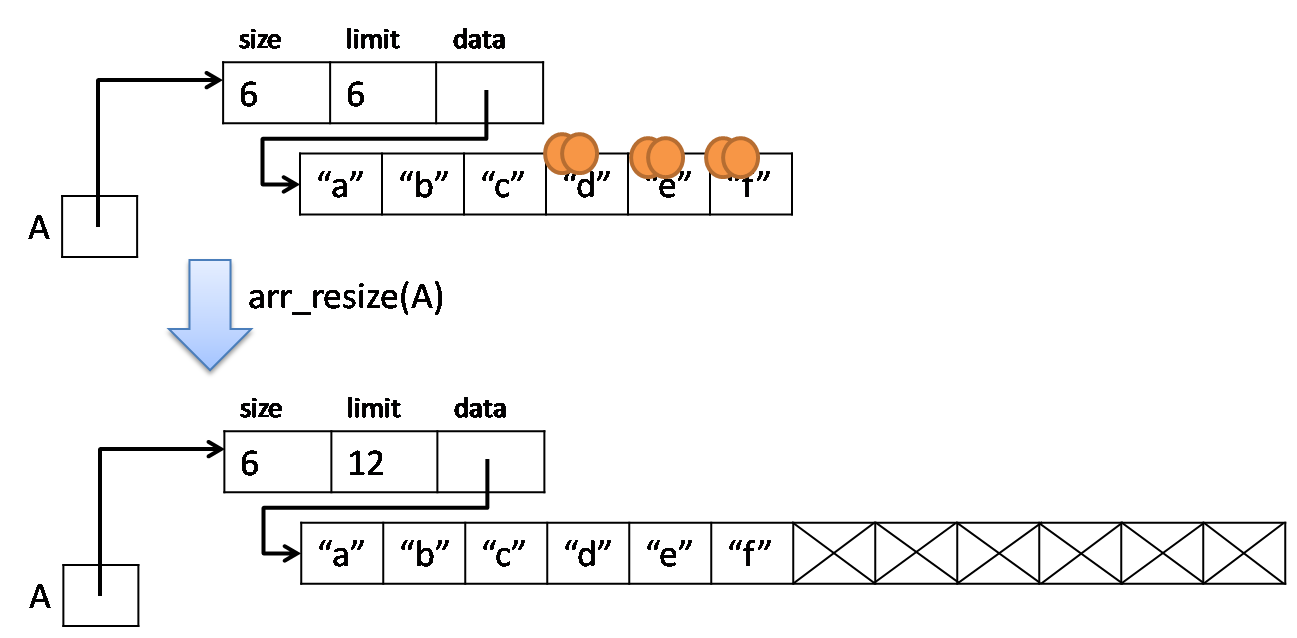 size limit data
6 6
“a” “b” “c” “d” “e” “f”
A
arr_resize(A)
size limit data
6 12
“a” “b” “c” “d” “e” “f”
A